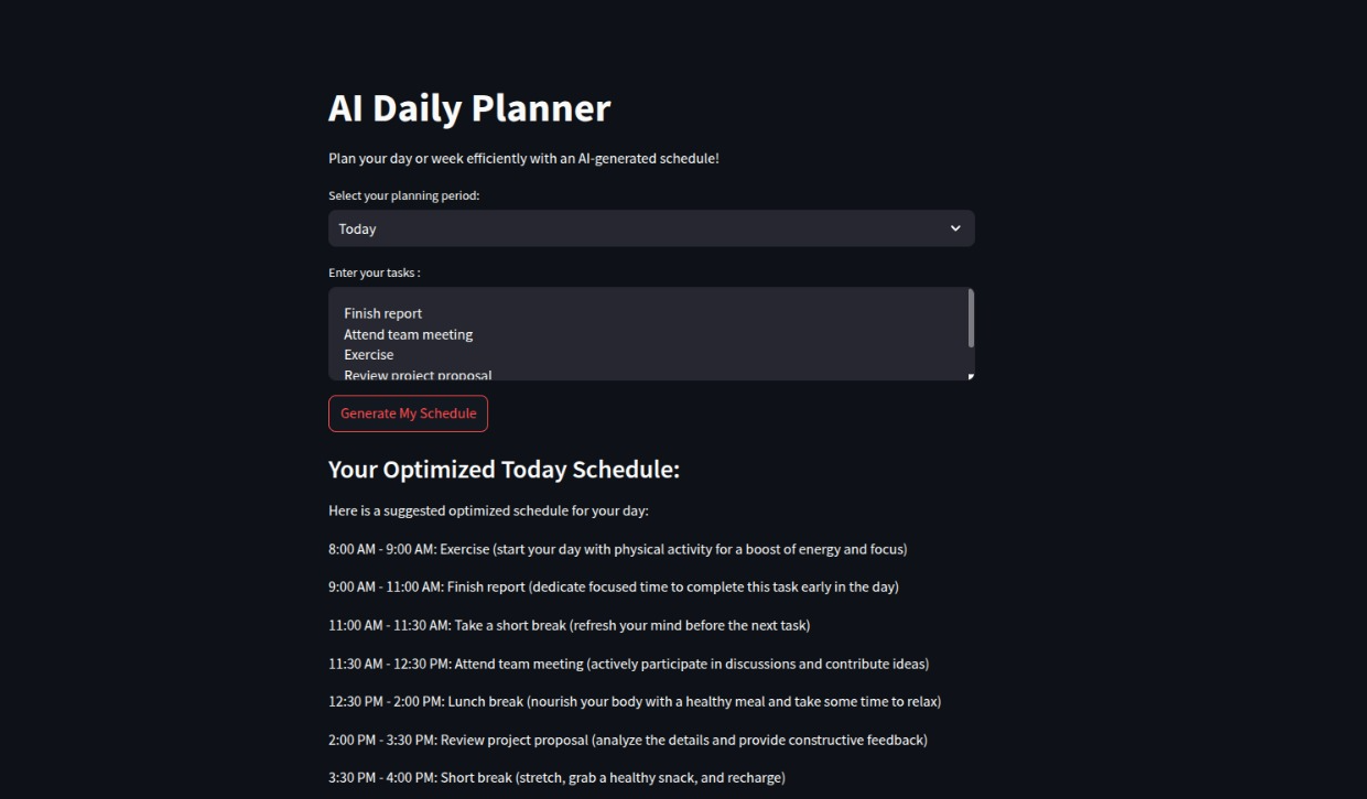 AI Daily Planner
Plan your day or week efficiently with an AI-generated schedule!
Select your planning period:
Today
Enter your tasks :
Finish report
Attend team meeting
Exercise
Review project proposal
Generate My Schedule
Your Optimized Today Schedule:
Here is a suggested optimized schedule for your day:
8:00 AM - 9:00 AM: Exercise (start your day with physical activity for a boost of energy and focus)
9:00 AM - 11:00 AM: Finish report (dedicate focused time to complete this task early in the day)
11:00 AM - 11:30 AM: Take a short break (refresh your mind before the next task)
11:30 AM - 12:30 PM: Attend team meeting (actively participate in discussions and contribute ideas)
12:30 PM - 2:00 PM: Lunch break (nourish your body with a healthy meal and take some time to relax)
2:00 PM - 3:30 PM: Review project proposal (analyze the details and provide constructive feedback)
3:30 PM - 4:00 PM: Short break (stretch, grab a healthy snack, and recharge)